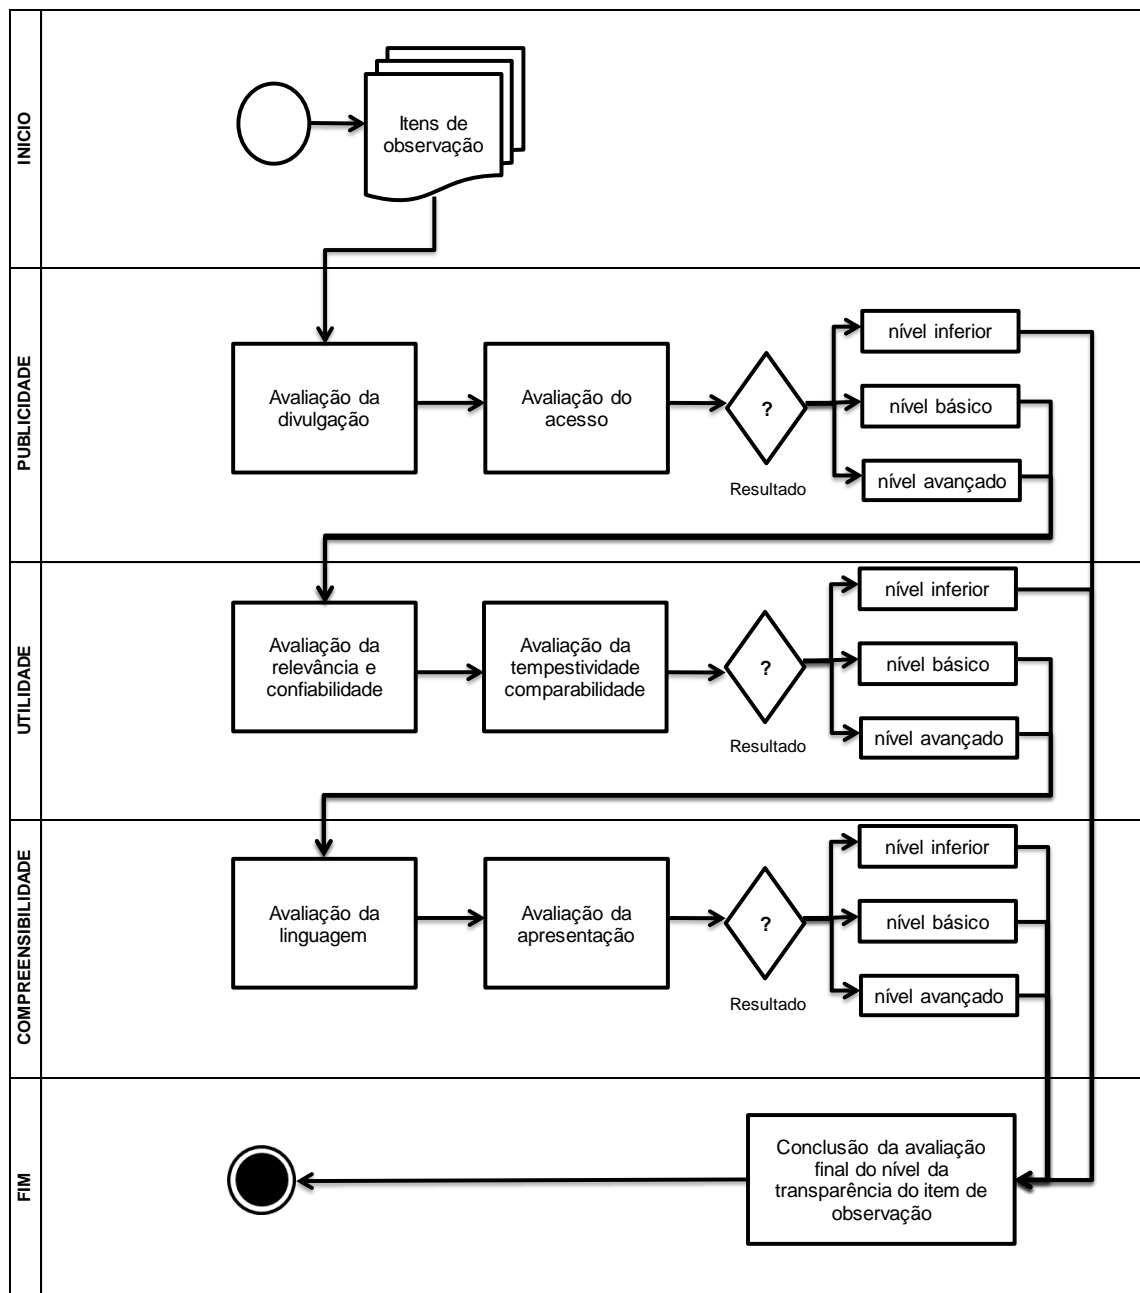 INICIO
Itens de
observação
PUBLICIDADE
Avaliação da
divulgação
Avaliação do
acesso
?
Resultado
nível inferior
nível básico
nível avançado
UTILIDADE
Avaliação da
relevância e
confiabilidade
Avaliação da
tempestividade
comparabilidade
?
Resultado
nível inferior
nível básico
nível avançado
COMPREENSIBILIDADE
Avaliação da
linguagem
Avaliação da
apresentação
?
Resultado
nível inferior
nível básico
nível avançado
FIM
Conclusão da avaliação
final do nível da
transparência do item de
observação